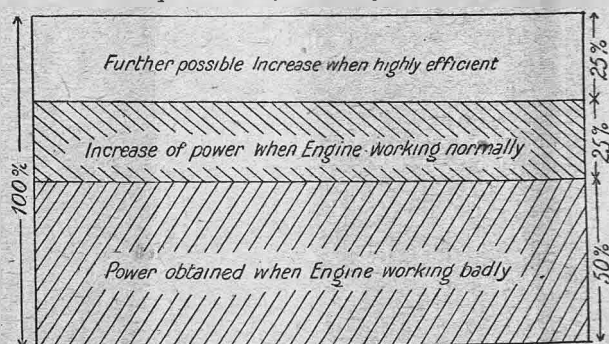 Further possible Increase when highly efficient
25%
Increase of power when Engine working normally
25%
100%
Power obtained when Engine working badly
50%